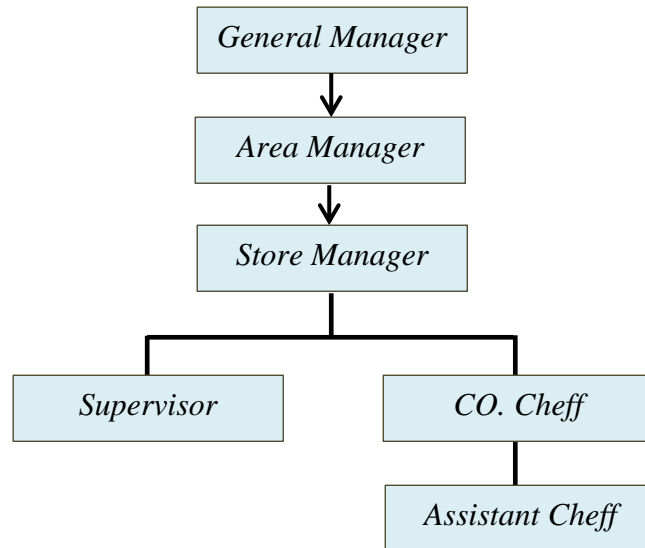 General Manager
Area Manager
Store Manager
Supervisor
CO. Cheff
Assistant Cheff